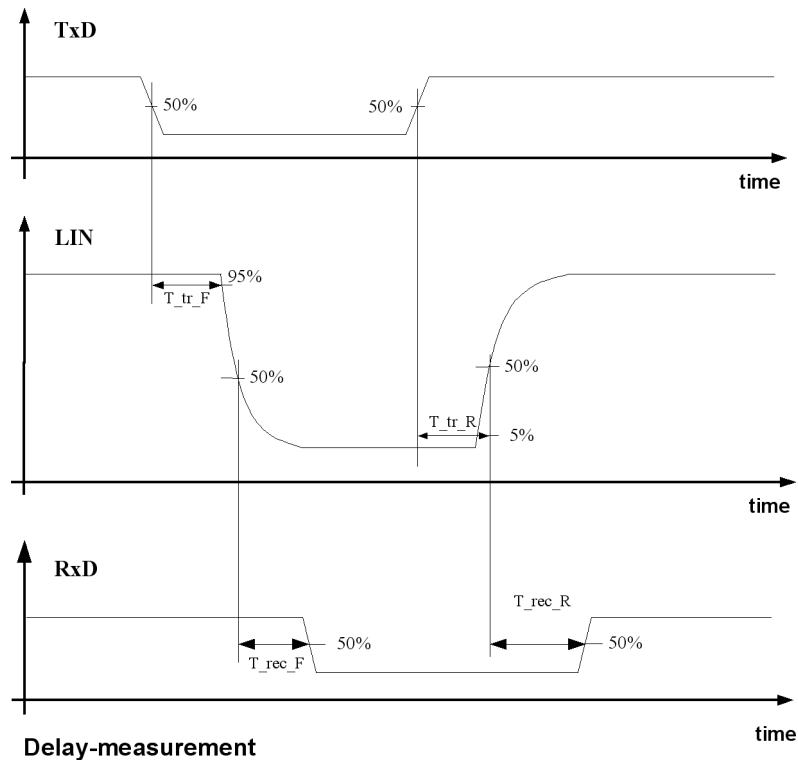 TxD
50%
50%
time
LIN
95%
T_tr_F
50%
50%
T_tr_R
5%
time
RxD
T_rec_R
50%
50%
T_rec_F
time
Delay-measurement